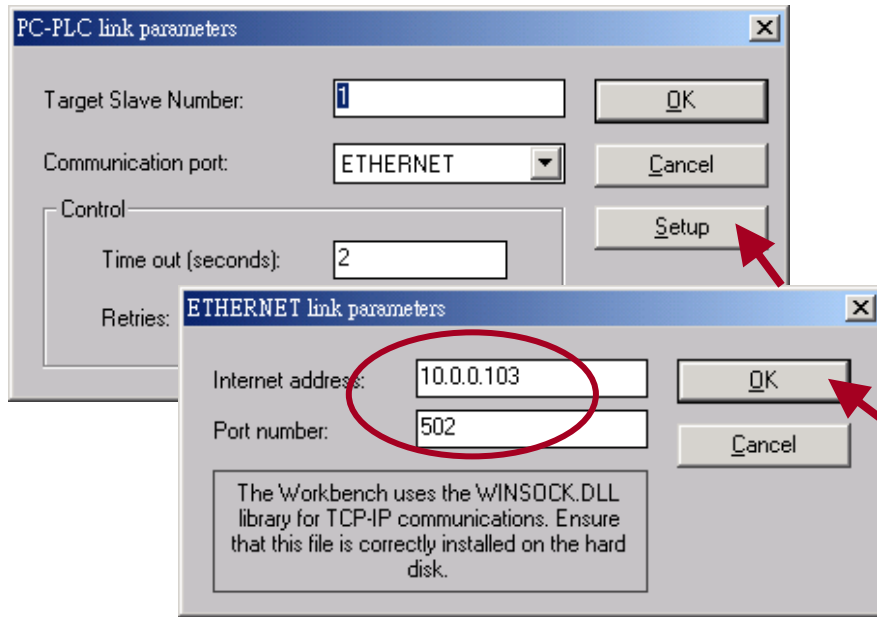 PC-PLC link parameters
Target Slave Number: 1 OK
Communication port: ETHERNET Cancel
Control Setup
Time out (seconds): 2
Retries:
ETHERNET link parameters
Internet address: 10.0.0.103 OK
Port number: 502 Cancel
The Workbench uses the WINSOCK.DLL
library for TCP-IP communications. Ensure
that this file is correctly installed on the hard
disk.